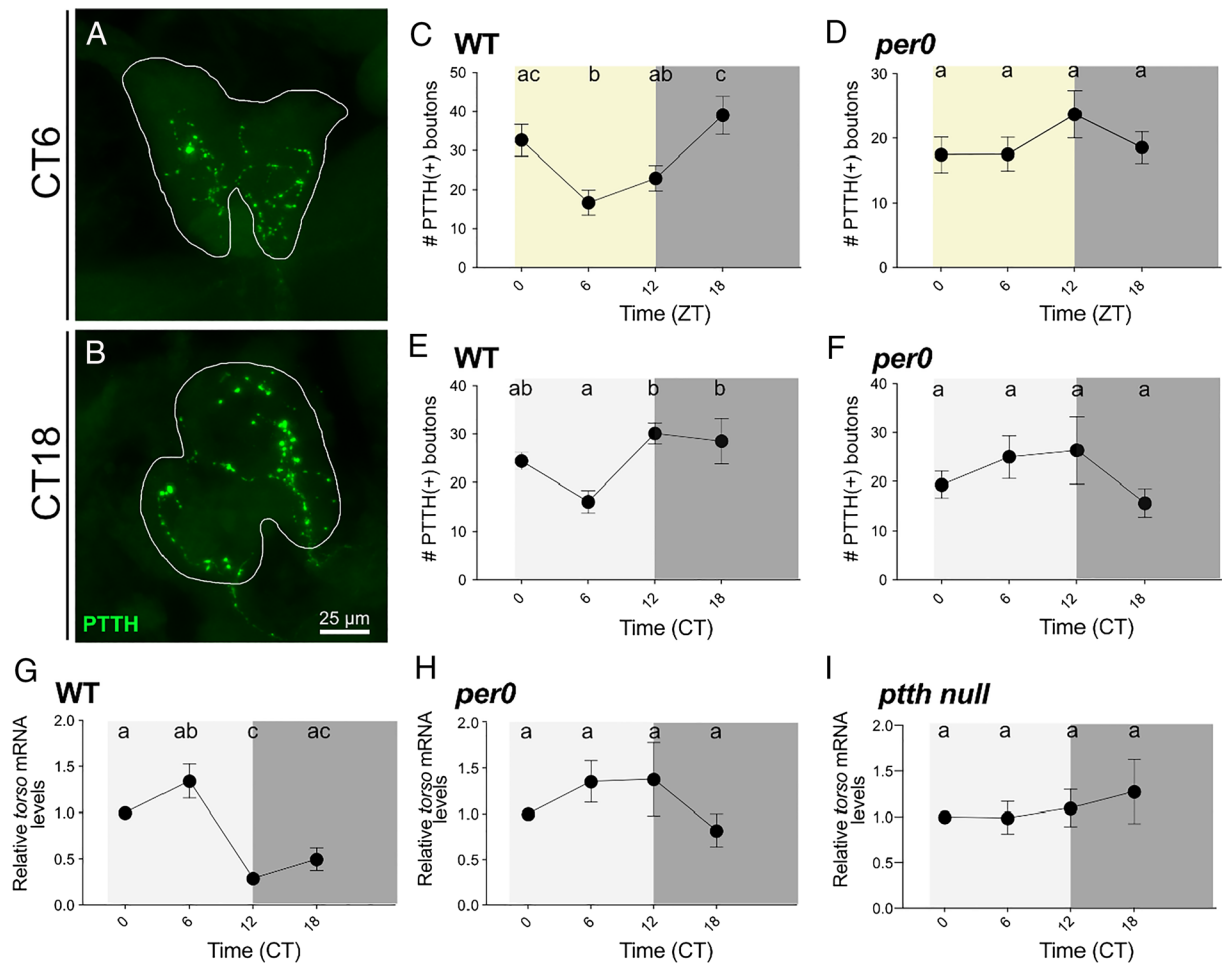 A
CT6
B
CT18
PTTH
25 µm
C
WT
# PTTH(+) boutons
50
40
30
20
10
0
ac b ab c
0 6 12 18
Time (ZT)
D
per0
# PTTH(+) boutons
30
20
10
0
a a a a
0 6 12 18
Time (ZT)
E
WT
# PTTH(+) boutons
40
30
20
10
0
ab a b b
0 6 12 18
Time (CT)
F
per0
# PTTH(+) boutons
40
30
20
10
0
a a a a
0 6 12 18
Time (CT)
G
WT
Relative torso mRNA
levels
2.0
1.5
1.0
0.5
0.0
a ab c ac
0 6 12 18
Time (CT)
H
per0
Relative torso mRNA
levels
2.0
1.5
1.0
0.5
0.0
a a a a
0 6 12 18
Time (CT)
I
ptth null
Relative torso mRNA
levels
2.0
1.5
1.0
0.5
0.0
a a a a
0 6 12 18
Time (CT)